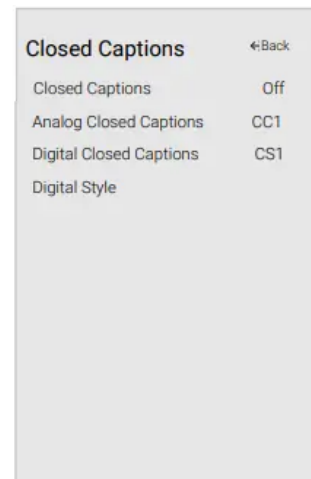 Closed Captions ←Back
Closed Captions Off
Analog Closed Captions CC1
Digital Closed Captions CS1
Digital Style